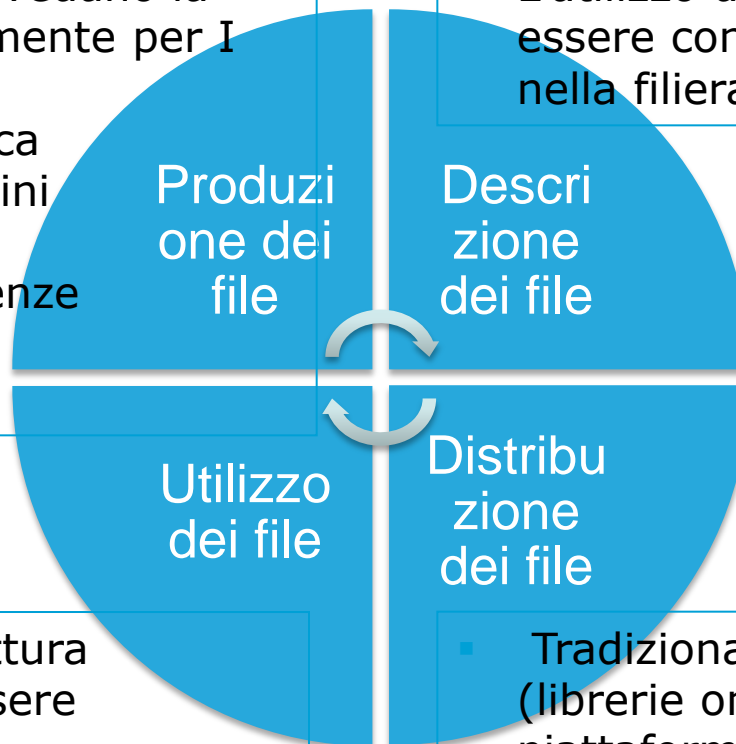 mente per I
essere con
nella filiera
ca
ini
enze
Produzi
one dei
file
Descri
zione
dei file
Utilizzo
dei file
Distribu
zione
dei file
ttura
sere
Tradiziona
(librerie on